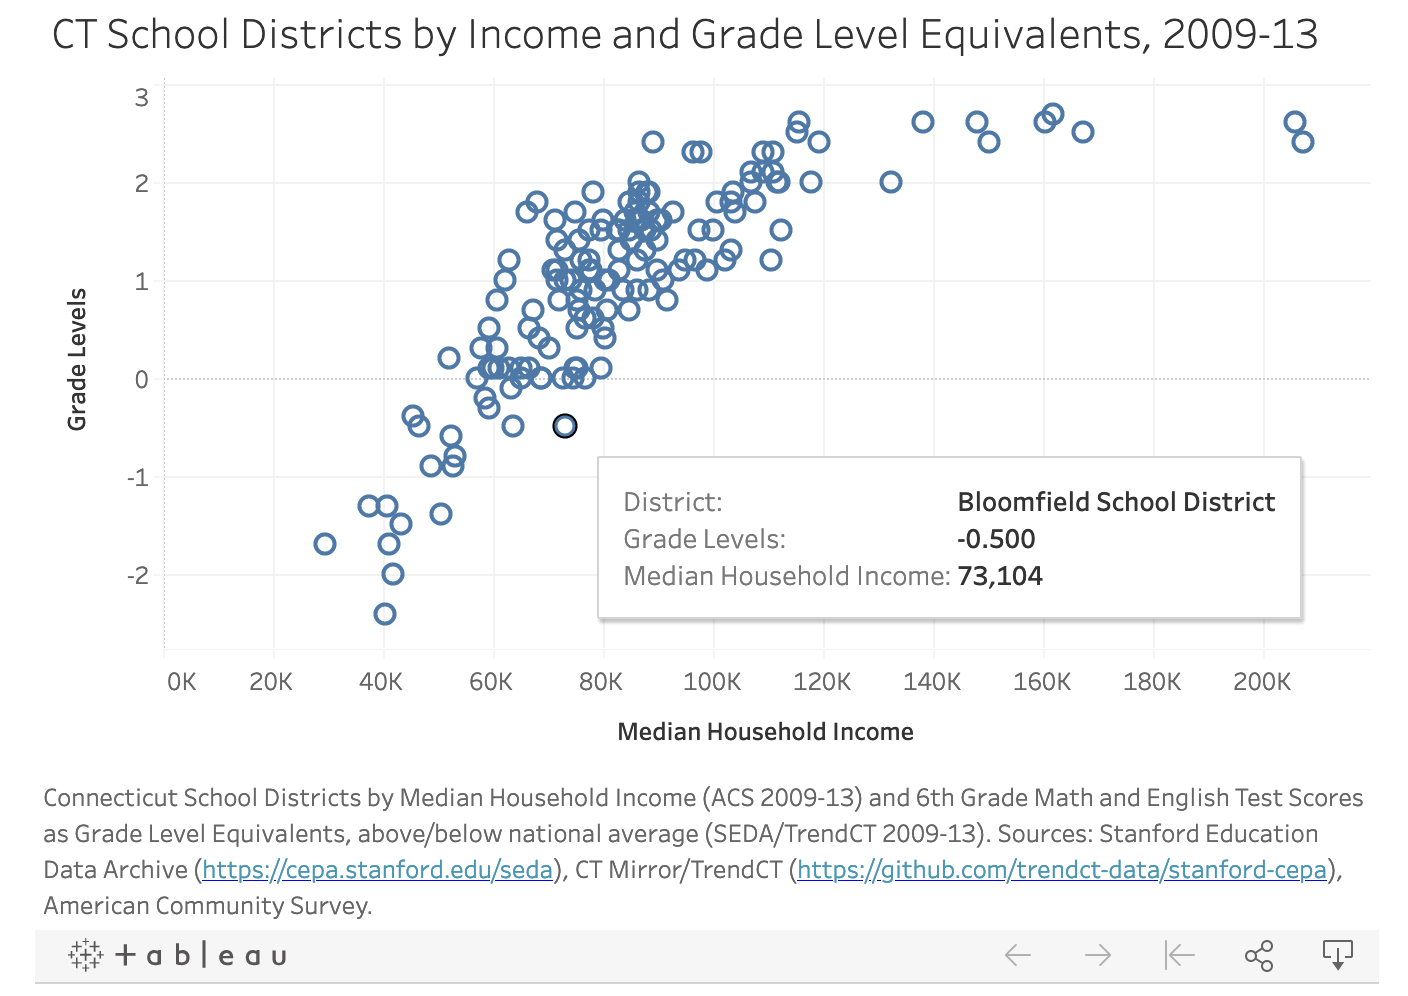 CT School Districts by Income and Grade Level Equivalents, 2009-13
3
2
1
0
-1
-2
Grade Levels
District: Bloomfield School District
Grade Levels: -0.500
Median Household Income: 73,104
0K 20K 40K 60K 80K 100K 120K 140K 160K 180K 200K
Median Household Income
Connecticut School Districts by Median Household Income (ACS 2009-13) and 6th Grade Math and English Test Scores
as Grade Level Equivalents, above/below national average (SEDA/TrendCT 2009-13). Sources: Stanford Education
Data Archive (https://cepa.stanford.edu/seda), CT Mirror/TrendCT (https://github.com/trendct-data/stanford-cepa),
American Community Survey.
+ableau